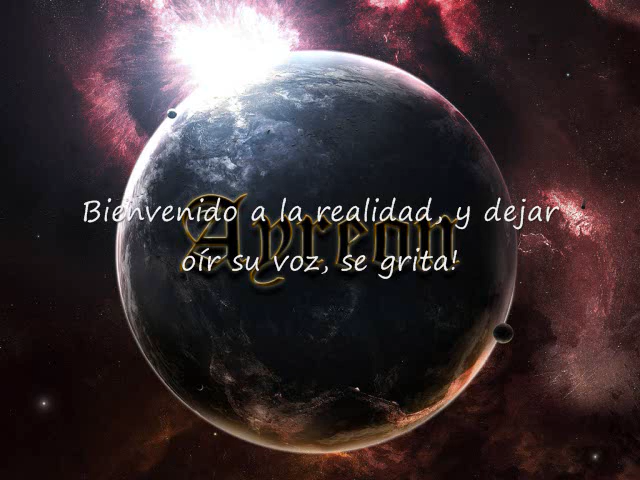 Bienvenido a la realidad, y dejar
Ayreon
oír su voz, se grita!